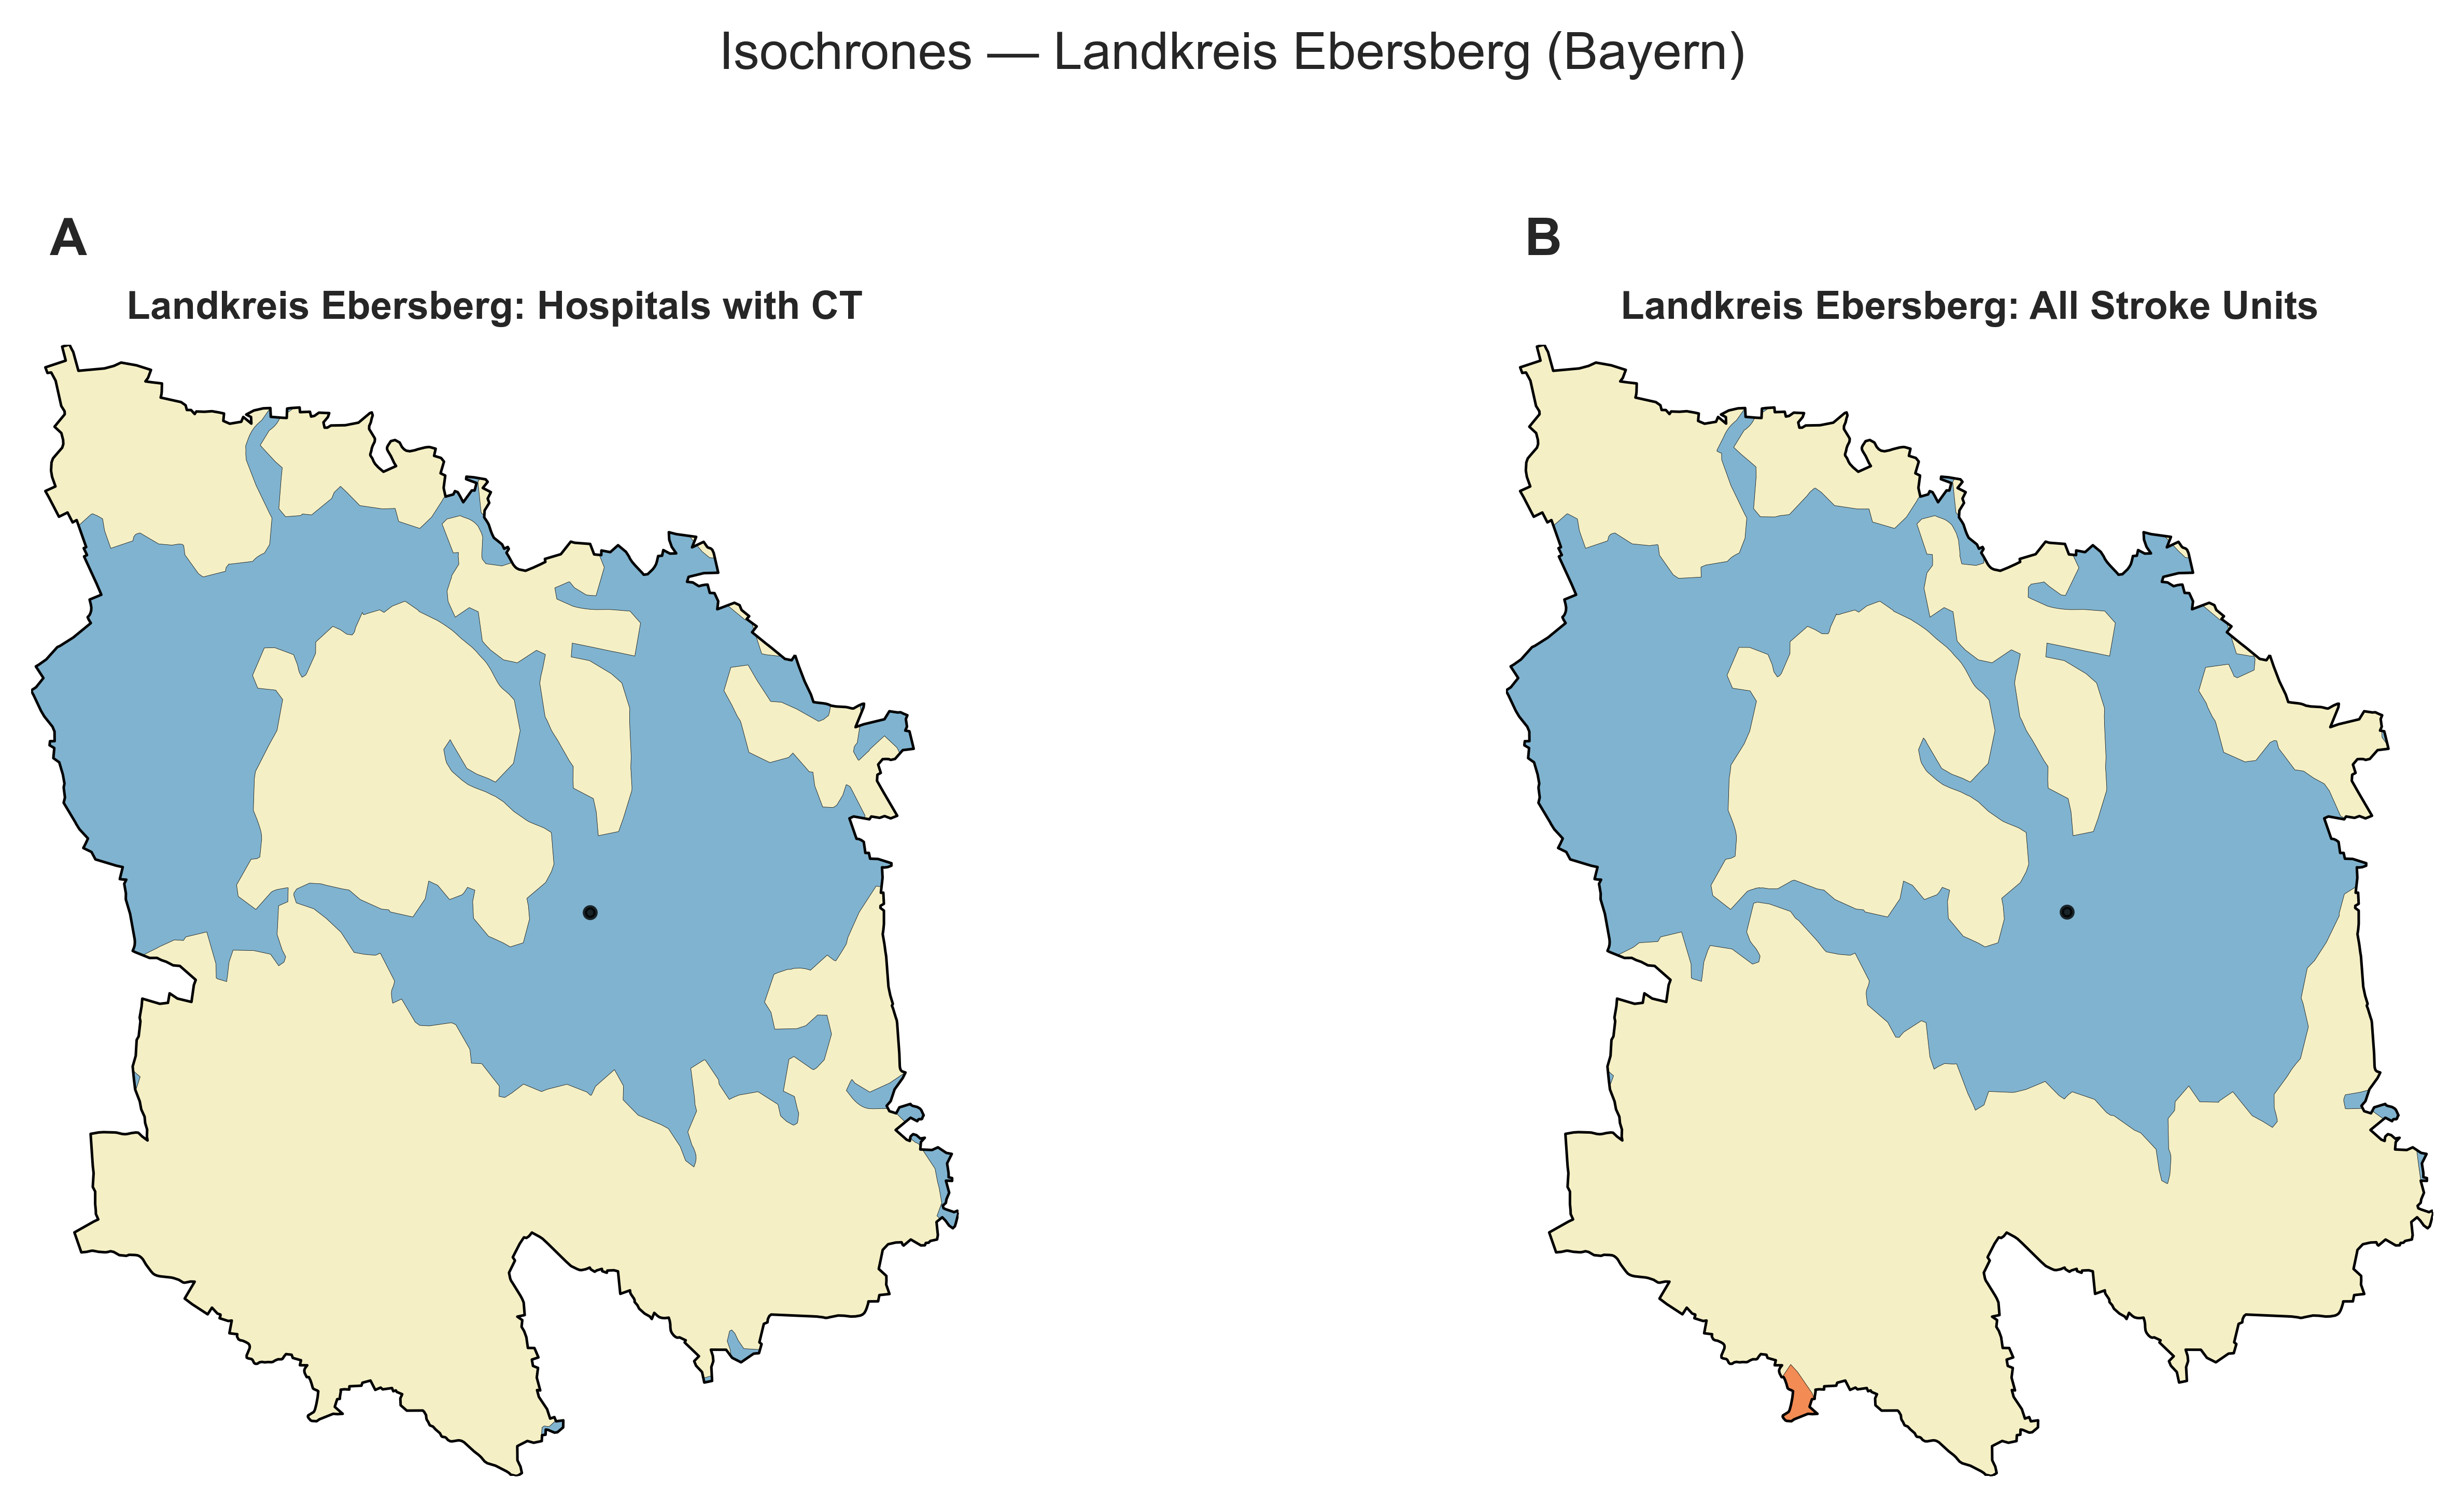 Isochrones — Landkreis Ebersberg (Bayern)
A
Landkreis Ebersberg: Hospitals with CT
B
Landkreis Ebersberg: All Stroke Units